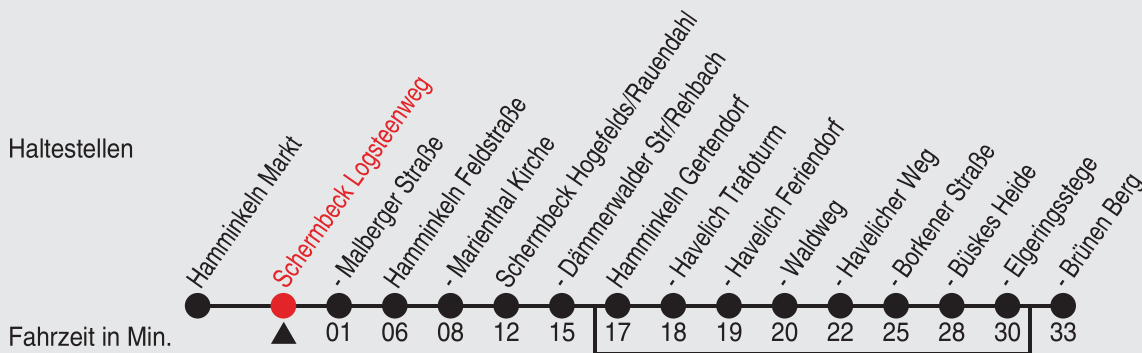 Haltestellen
Hamminkeln Markt
Schermbeck Logsteenweg
- Malberger Straße
Hamminkeln Feldstraße
- Marienthal Kirche
Schermbeck Hogefelds/Rauendahl
- Dämmerwalder Str/Rehbach
Hamminkeln Gertendorf
- Havelich Trafoturm
- Havelich Feriendorf
- Waldweg
- Havelicher Weg
- Borkener Straße
- Büskes Heide
- Elgeringsstege
- Brünen Berg
Fahrzeit in Min. 01 06 08 12 15 17 18 19 20 22 25 28 30 33